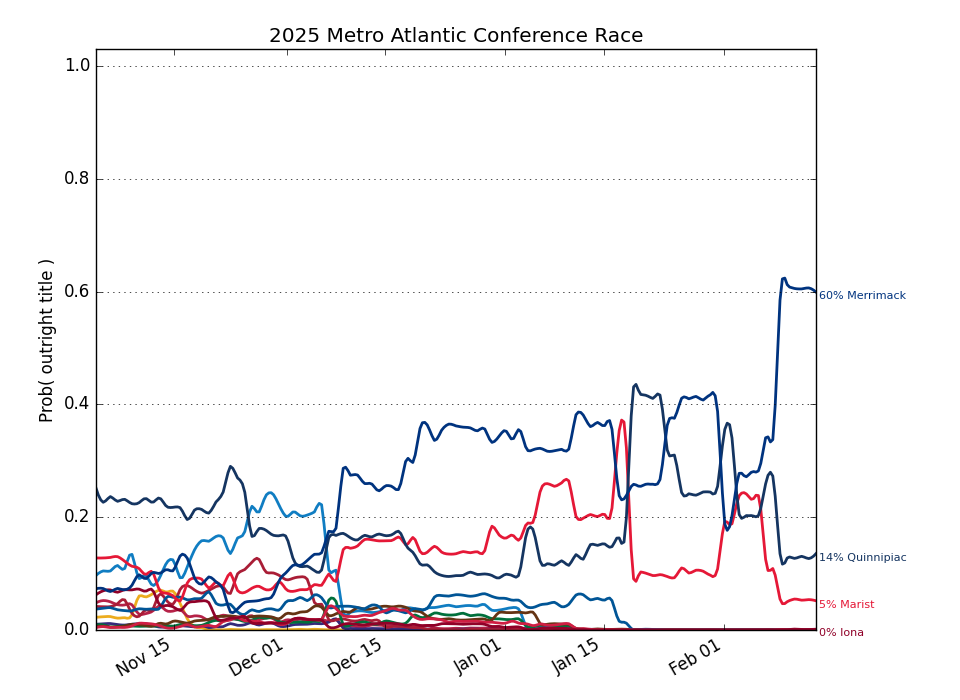 2025 Metro Atlantic Conference Race
Prob( outright title )
1.0
0.8
0.6
0.4
0.2
0.0
60% Merrimack
14% Quinnipiac
5% Marist
0% Iona
Nov 15
Dec 01
Dec 15
Jan 01
Jan 15
Feb 01